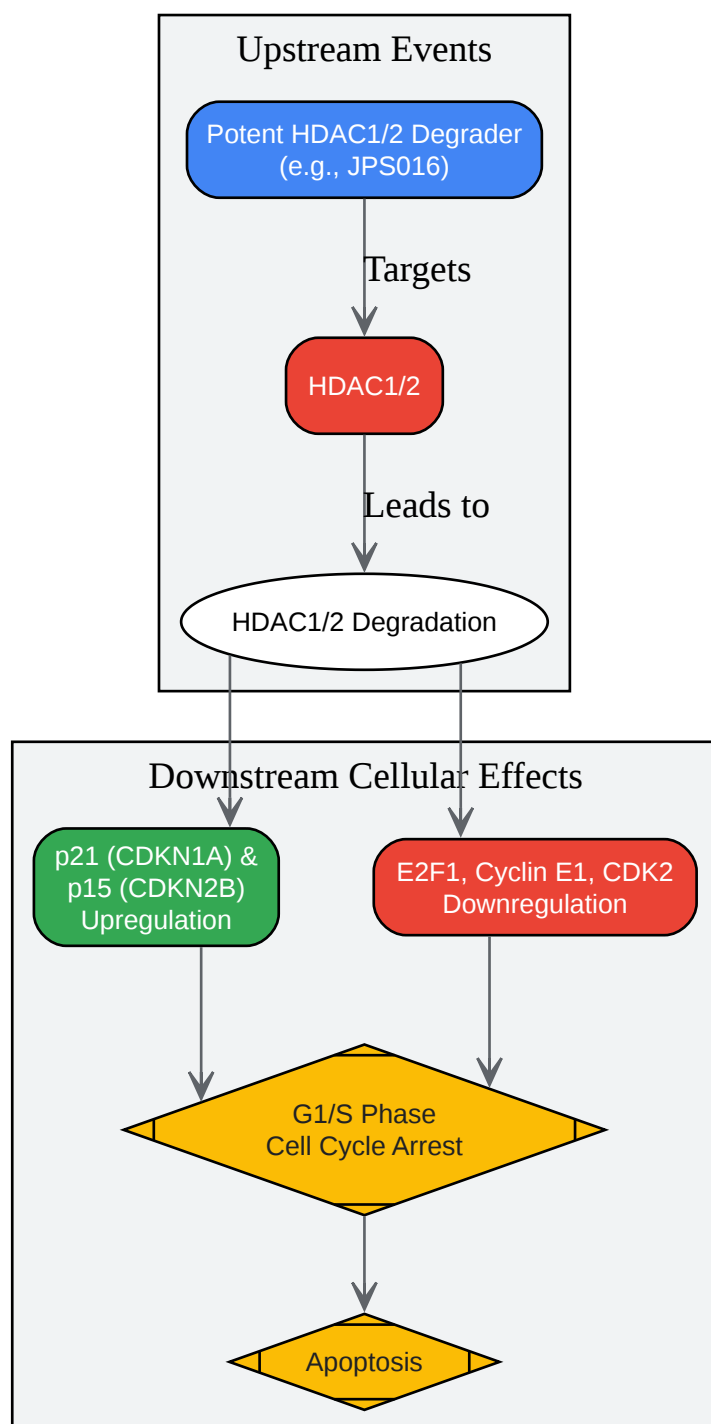 Upstream Events
Potent HDAC1/2 Degrader
(e.g., JPS016)
Targets
HDAC1/2
Leads to
HDAC1/2 Degradation
Downstream Cellular Effects
p21 (CDKN1A) &
p15 (CDKN2B)
Upregulation
E2F1, Cyclin E1, CDK2
Downregulation
G1/S Phase
Cell Cycle Arrest
Apoptosis